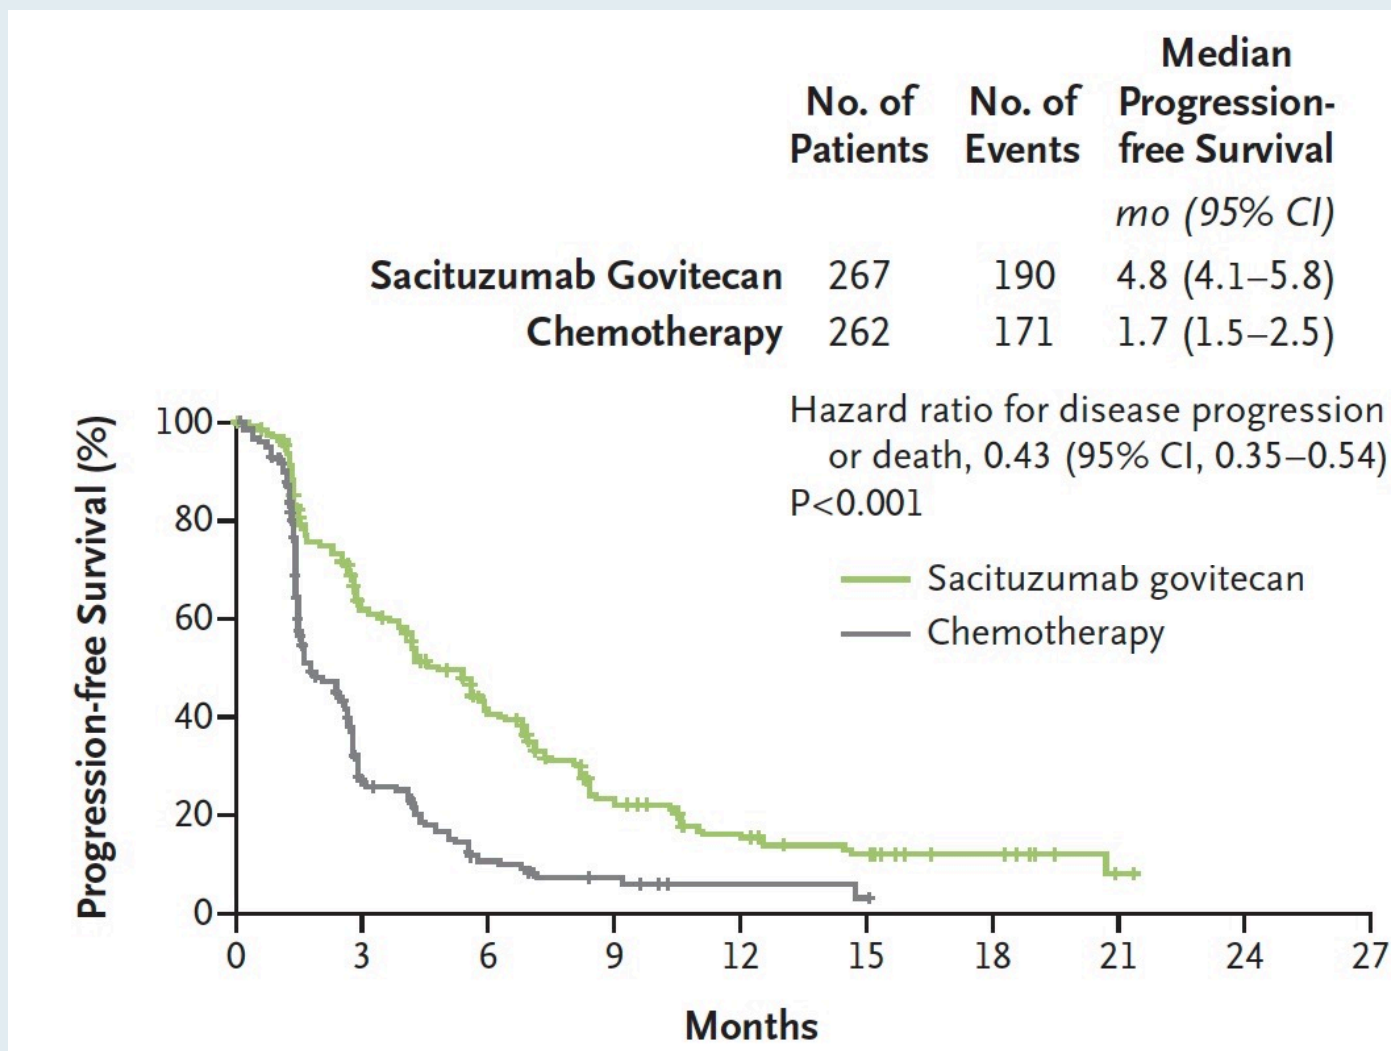 Median
No. of No. of Progression-
Patients Events free Survival
mo (95% CI)
Sacituzumab Govitecan 267 190 4.8 (4.1–5.8)
Chemotherapy 262 171 1.7 (1.5–2.5)
Hazard ratio for disease progression
or death, 0.43 (95% CI, 0.35–0.54)
P<0.001
Sacituzumab govitecan
Chemotherapy
Progression-free Survival (%)
100
80
60
40
20
0
0 3 6 9 12 15 18 21 24 27
Months